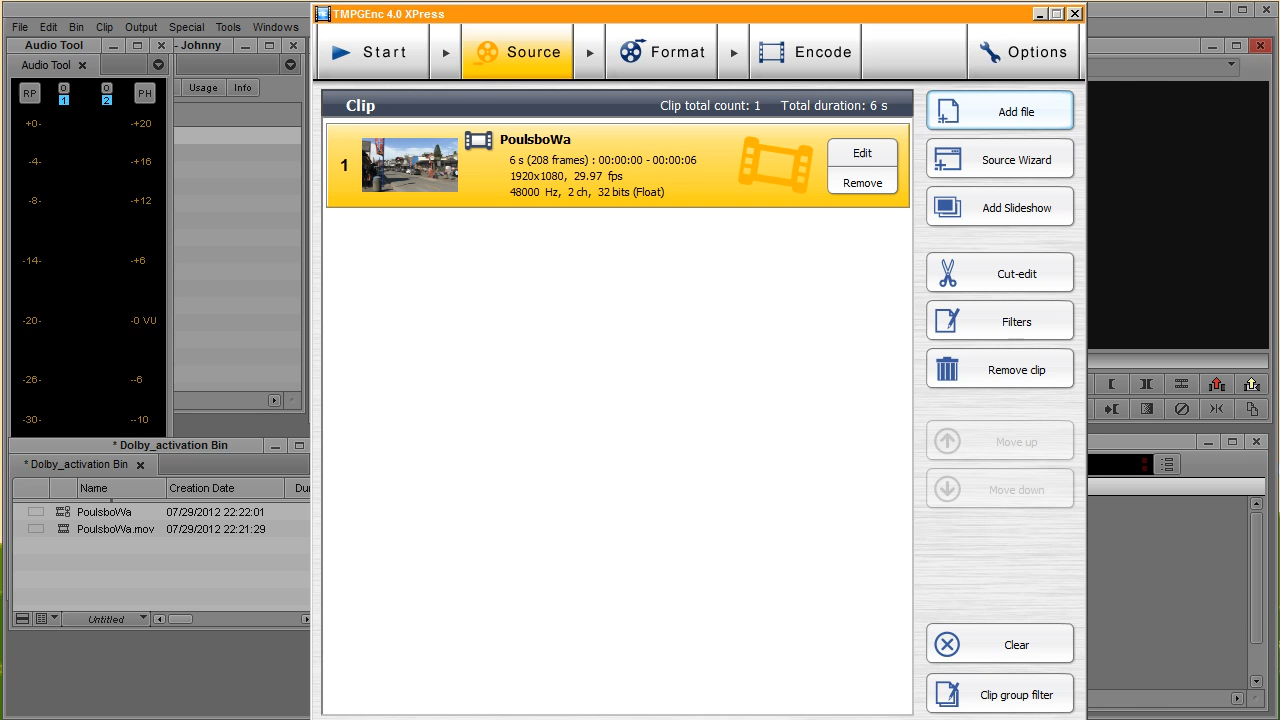 TMPGEnc 4.0 XPress
File Edit Bin Clip Output Special Tools Windows
Start
Source
Format
Encode
Options
Audio Tool
- Johnny
Audio Tool
Usage Info
RP 0 1 0 2 PH
+0- -+20
-4- -+16
-8- -+12
-14- -+6
-20- -0 VU
-26- --6
-30- --10
Clip Clip total count: 1 Total duration: 6 s
1
PoulsboWa
6 s (208 frames) : 00:00:00 - 00:00:06
1920x1080, 29.97 fps
48000 Hz, 2 ch, 32 bits (Float)
Edit
Remove
Add file
Source Wizard
Add Slideshow
Cut-edit
Filters
Remove clip
Move up
Move down
Clear
Clip group filter
* Dolby_activation Bin
* Dolby_activation Bin
Name Creation Date Du
PoulsboWa 07/29/2012 22:22:01
PoulsboWa.mov 07/29/2012 22:21:29
Untitled